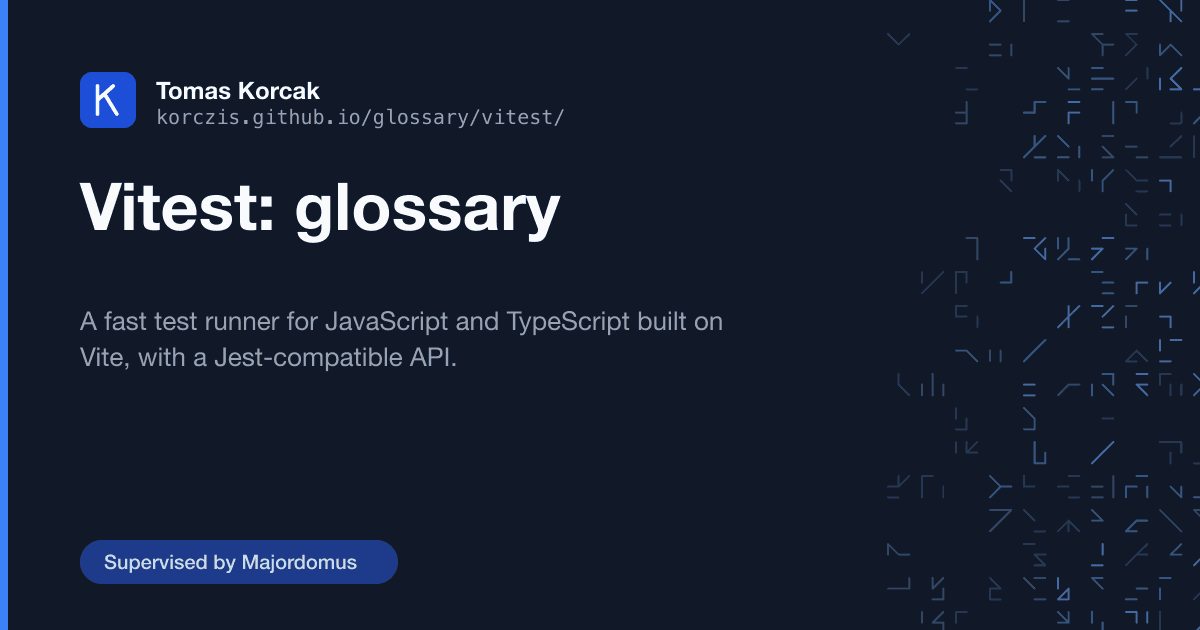 K
Tomas Korcak
korczis.github.io/glossary/vitest/
Vitest: glossary
A fast test runner for JavaScript and TypeScript built on
Vite, with a Jest-compatible API.
Supervised by Majordomus